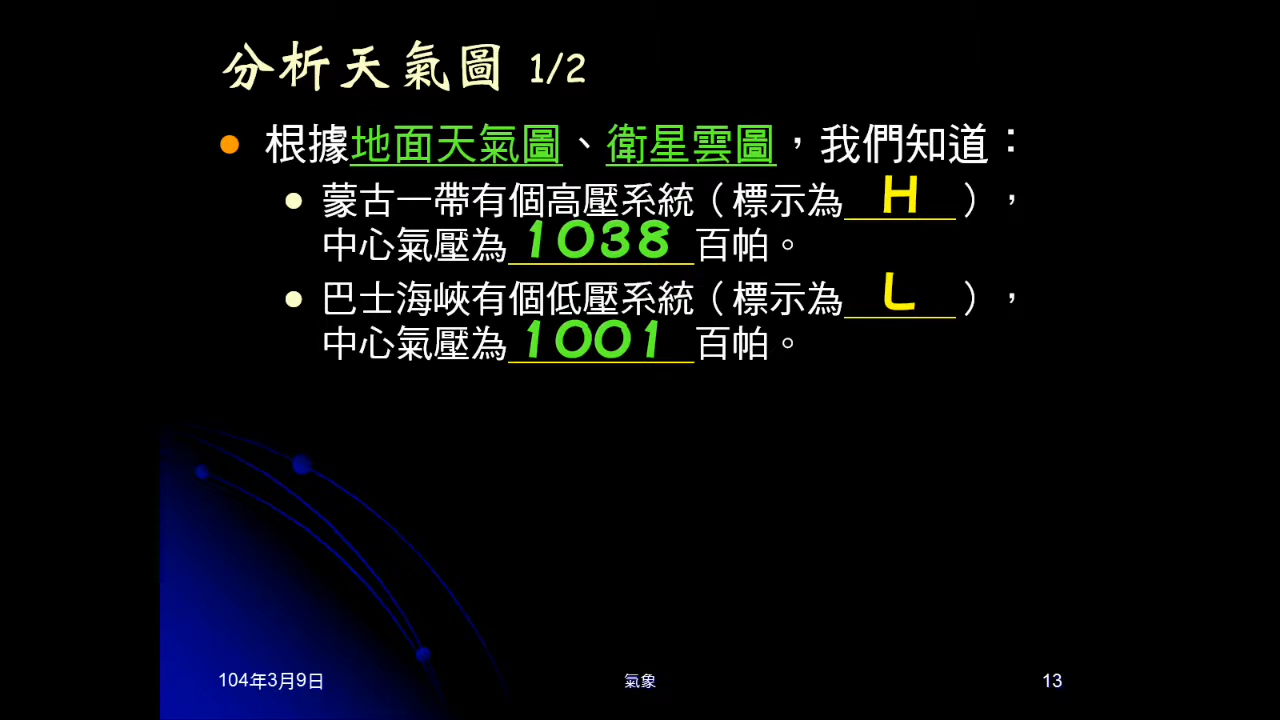 分析天氣圖 1/2
根據地面天氣圖、衛星雲圖，我們知道：
蒙古一帶有個高壓系統（標示為 H ），
中心氣壓為 1038 百帕。
巴士海峽有個低壓系統（標示為 L ），
中心氣壓為 1001 百帕。
104年3月9日 氣象 13